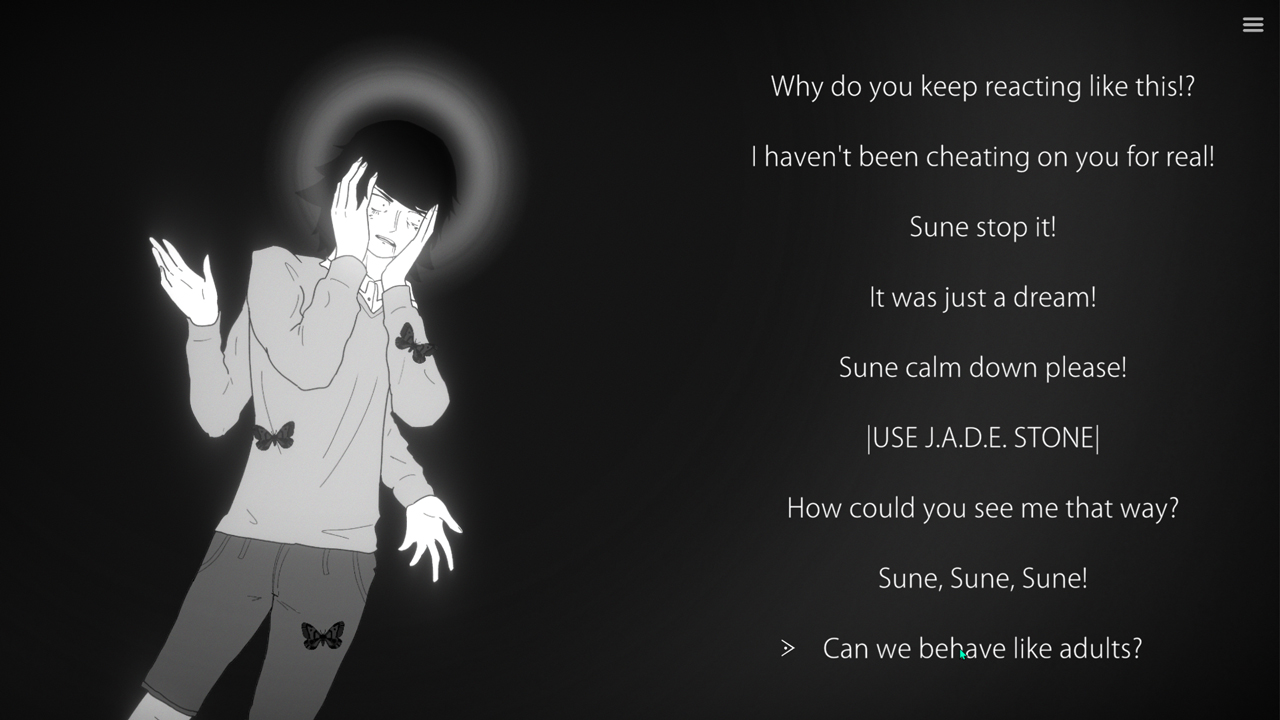 Why do you keep reacting like this!?
I haven't been cheating on you for real!
Sune stop it!
It was just a dream!
Sune calm down please!
|USE J.A.D.E. STONE|
How could you see me that way?
Sune, Sune, Sune!
> Can we behave like adults?